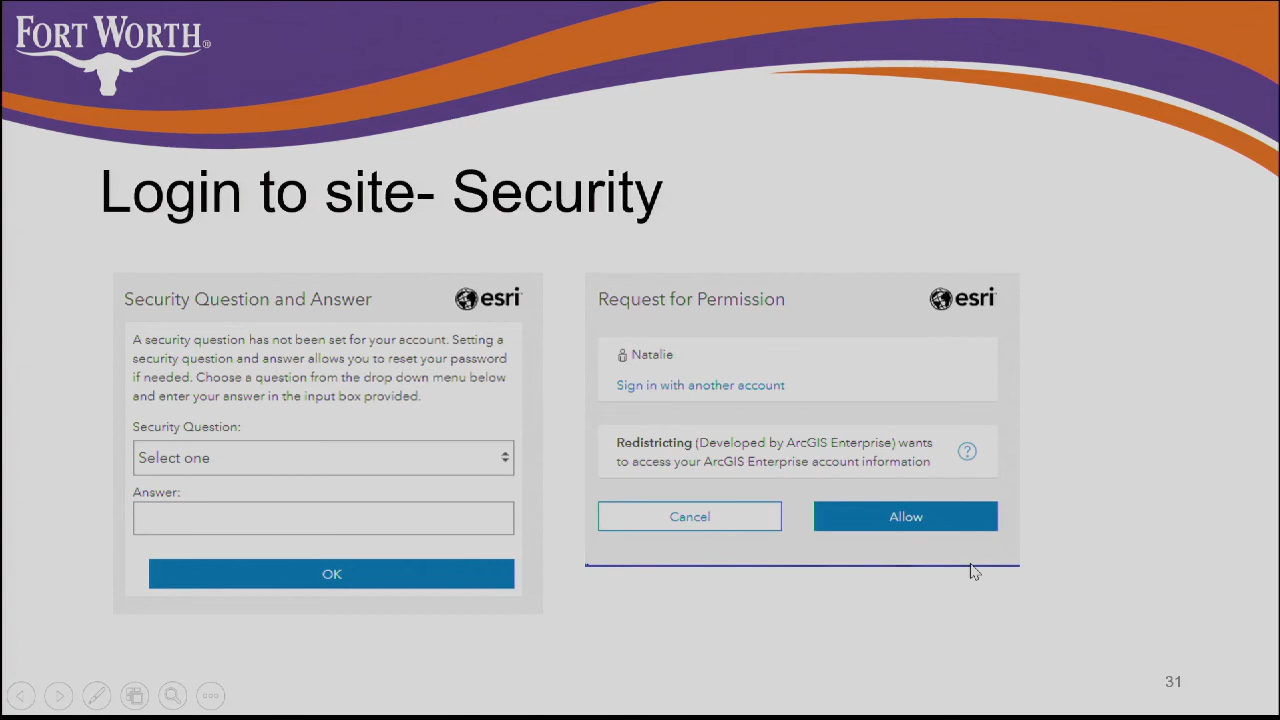 FORT WORTH®
Login to site- Security
Security Question and Answer
esri
A security question has not been set for your account. Setting a
security question and answer allows you to reset your password
if needed. Choose a question from the drop down menu below
and enter your answer in the input box provided.
Security Question:
Select one
Answer:
OK
Request for Permission
esri
Natalie
Sign in with another account
Redistricting (Developed by ArcGIS Enterprise) wants
to access your ArcGIS Enterprise account information
?
Cancel
Allow
31